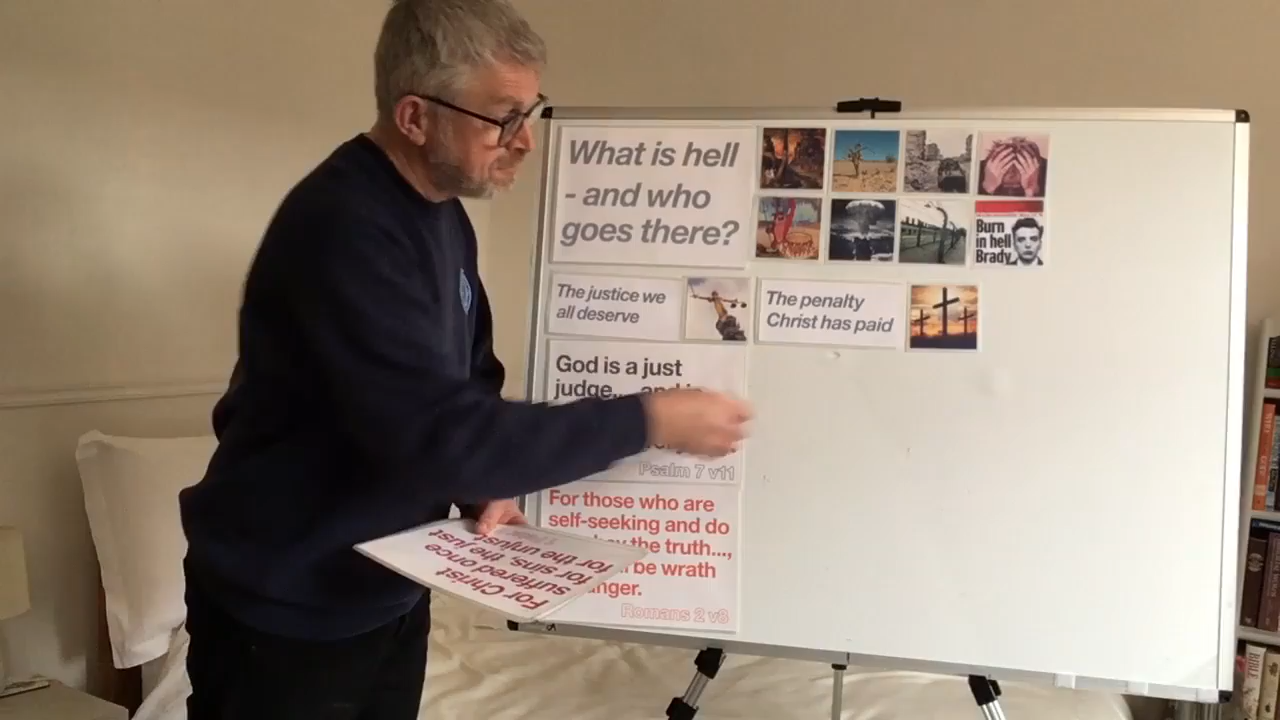 What is hell
- and who
goes there?
Burn
in hell
Brady
The justice we
all deserve
The penalty
Christ has paid
God is a just
judge...
Psalm 7 v11
For those who are
self-seeking and do
the truth...,
be wrath
anger.
Romans 2 v8
For Christ
suffered once
for sins, the just
for the unjust